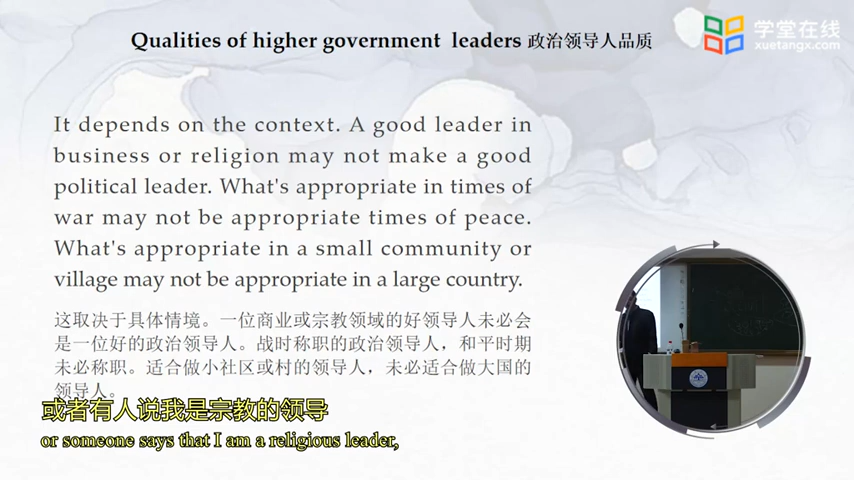 Qualities of higher government leaders 政治领导人品质
学堂在线
xuetangx.com
It depends on the context. A good leader in
business or religion may not make a good
political leader. What's appropriate in times of
war may not be appropriate times of peace.
What's appropriate in a small community or
village may not be appropriate in a large country.
这取决于具体情境。一位商业或宗教领域的好领导人未必会
是一位好的政治领导人。战时称职的政治领导人，和平时期
未必称职。适合做小社区或村的领导人，未必适合做大国的
领导人。
或者有人说我是宗教的领导
or someone says that I am a religious leader,